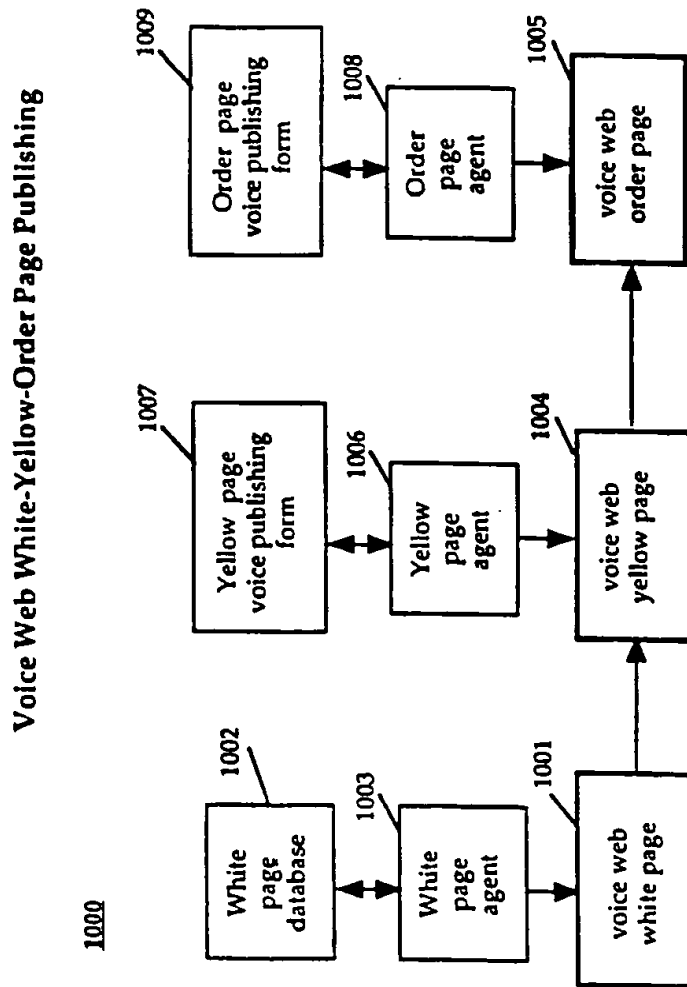 Voice Web White-Yellow-Order Page Publishing
1000
1002
White
page
database
1003
White
page
agent
1001
voice web
white page
1007
Yellow page
voice publishing
form
1006
Yellow
page
agent
1004
voice web
yellow page
1009
Order page
voice publishing
form
1008
Order
page
agent
1005
voice web
order page